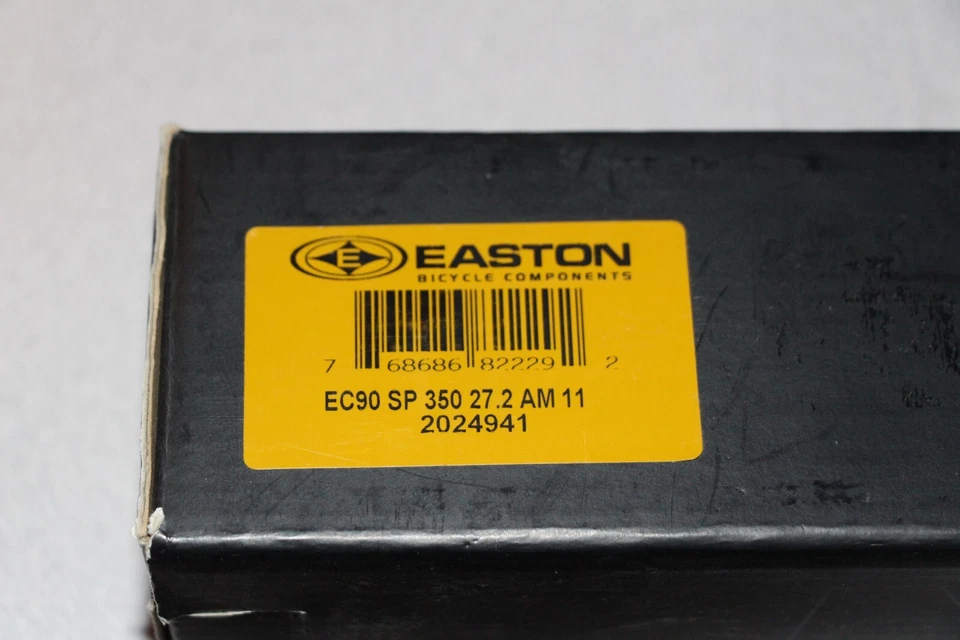 E EASTON
BICYCLE COMPONENTS
7 68686 82229 2
EC90 SP 350 27.2 AM 11
2024941